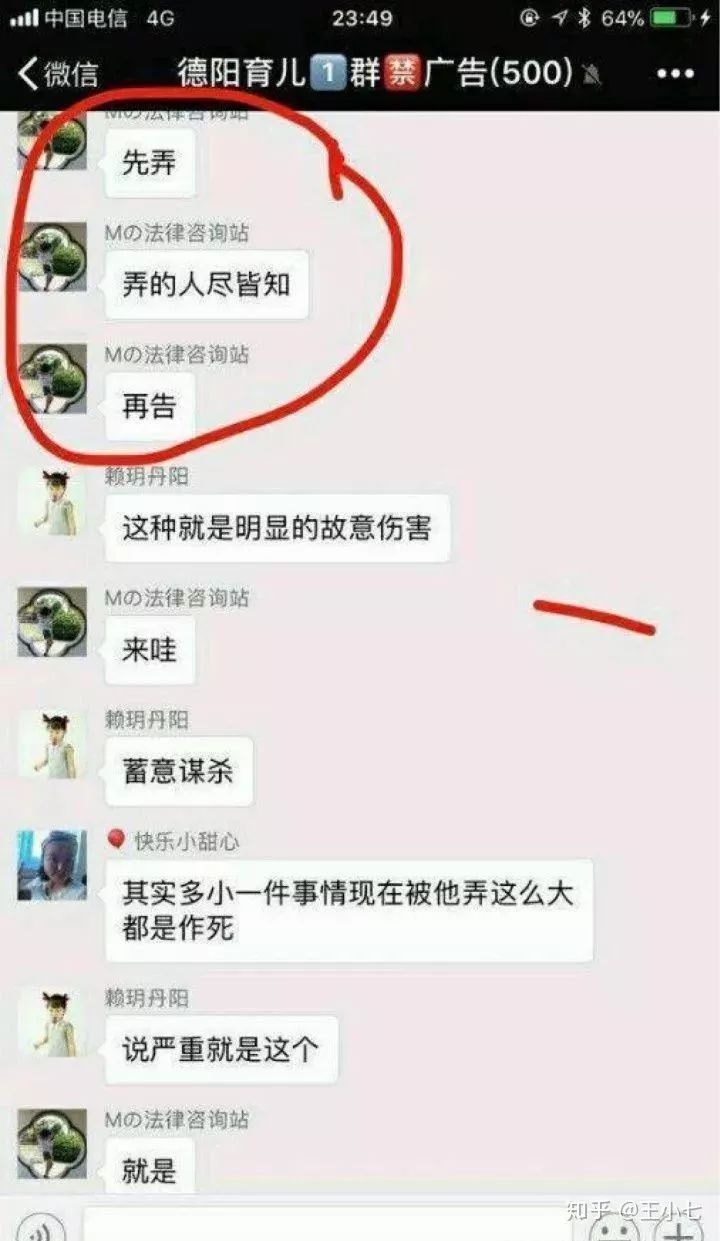 中国电信 4G 23:49 64%
微信 德阳育儿1群禁广告(500)
Mの法律咨询站
先弄
Mの法律咨询站
弄的人尽皆知
Mの法律咨询站
再告
赖玥丹阳
这种就是明显的故意伤害
Mの法律咨询站
来哇
赖玥丹阳
蓄意谋杀
快乐小甜心
其实多小一件事情现在被他弄这么大
都是作死
赖玥丹阳
说严重就是这个
Mの法律咨询站
就是
知乎 @王小七